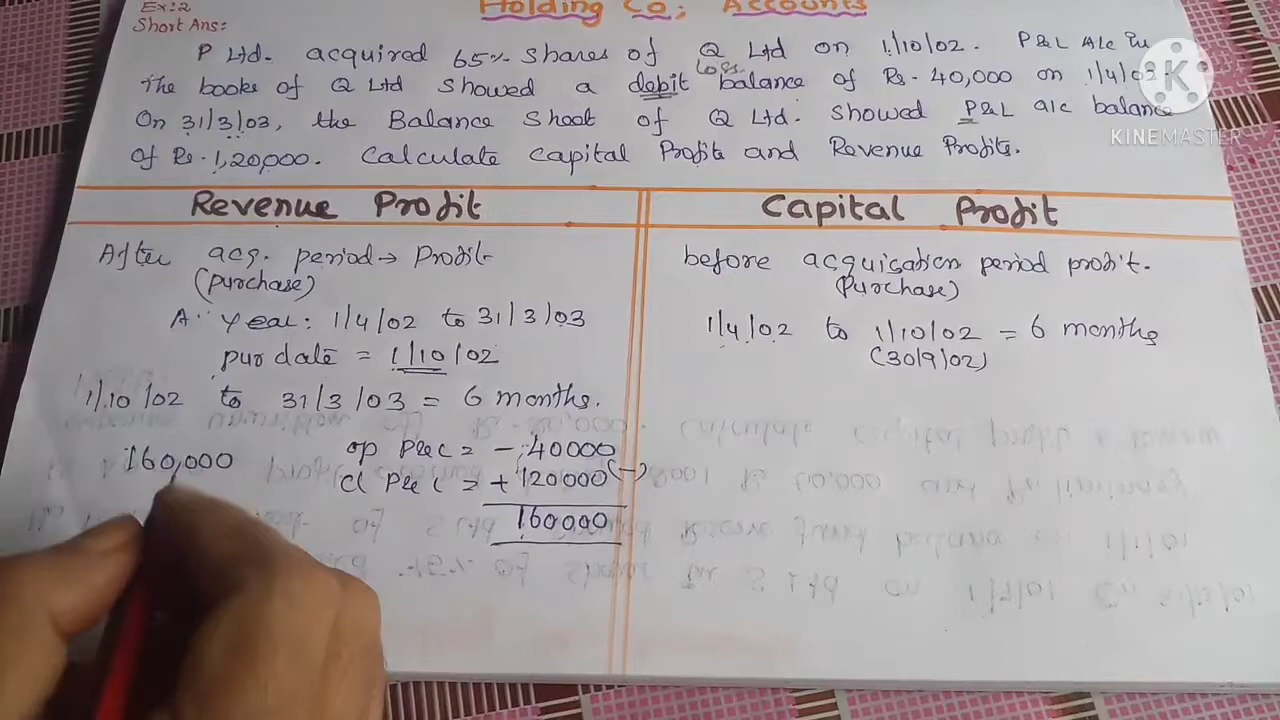 Ex:2
Holding Co; Accounts
Short Ans:
P Ltd. acquired 65% shares of Q Ltd on 1/10/02. P&L A/c in
loss
the books of Q Ltd showed a debit balance of Rs. 40,000 on 1/4/02.
On 31/3/03, the Balance Sheet of Q Ltd. showed P&L a/c balance
of Rs. 1,20,000. Calculate Capital Profits and Revenue Profits.
KINEMASTER
Revenue Profit
Capital Profit
After acq. period → Profit
(purchase)
A. year: 1/4/02 to 31/3/03
pur date = 1/10/02
1/10/02 to 31/3/03 = 6 months.
160,000
op P&L = - 40000
Cl P&L = + 120000 (-)
160000
before acquisation period profit.
(purchase)
1/4/02 to 1/10/02 = 6 months
(30/9/02)